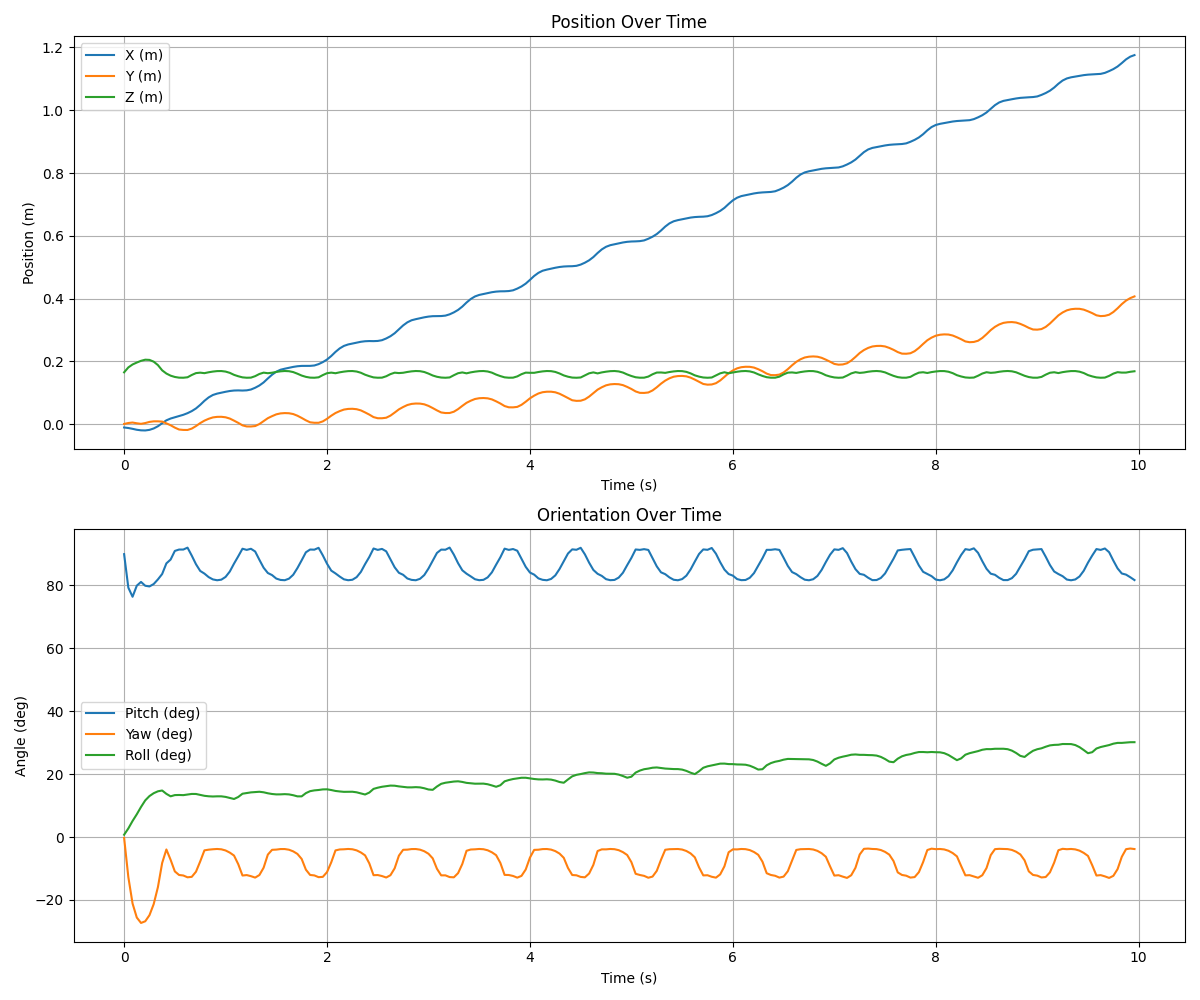 Position Over Time
1.2
1.0
0.8
0.6
0.4
0.2
0.0
Position (m)
X (m)
Y (m)
Z (m)
0 2 4 6 8 10
Time (s)
Orientation Over Time
80
60
40
20
0
−20
Angle (deg)
Pitch (deg)
Yaw (deg)
Roll (deg)
0 2 4 6 8 10
Time (s)